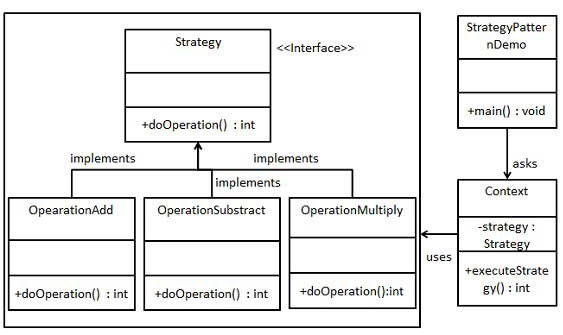 Strategy
<<Interface>>
+doOperation() : int
implements
implements
implements
OpearationAdd
+doOperation() : int
OperationSubstract
+doOperation() : int
OperationMultiply
+doOperation():int
StrategyPatter
nDemo
+main() : void
asks
Context
-strategy :
Strategy
+executeStrate
gy() : int
uses